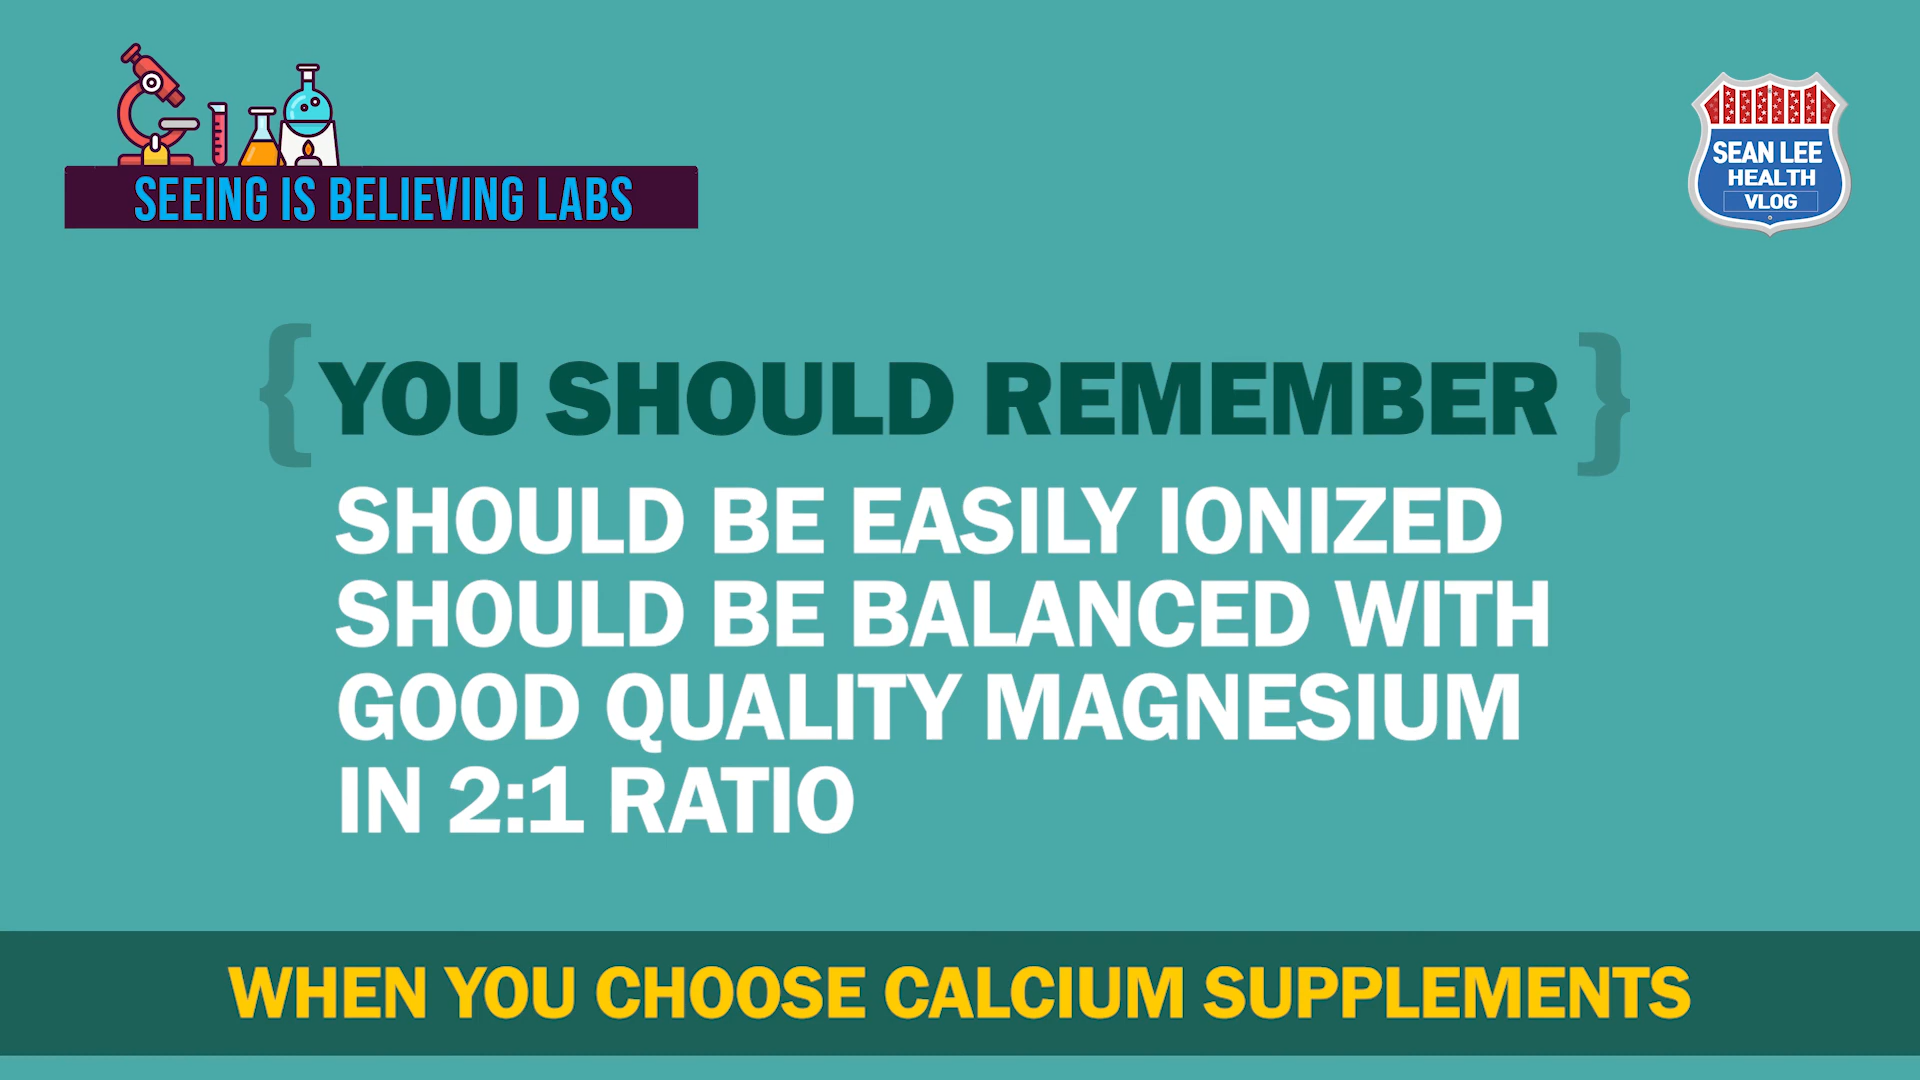 SEEING IS BELIEVING LABS
SEAN LEE
HEALTH
VLOG
{YOU SHOULD REMEMBER}
SHOULD BE EASILY IONIZED
SHOULD BE BALANCED WITH
GOOD QUALITY MAGNESIUM
IN 2:1 RATIO
WHEN YOU CHOOSE CALCIUM SUPPLEMENTS